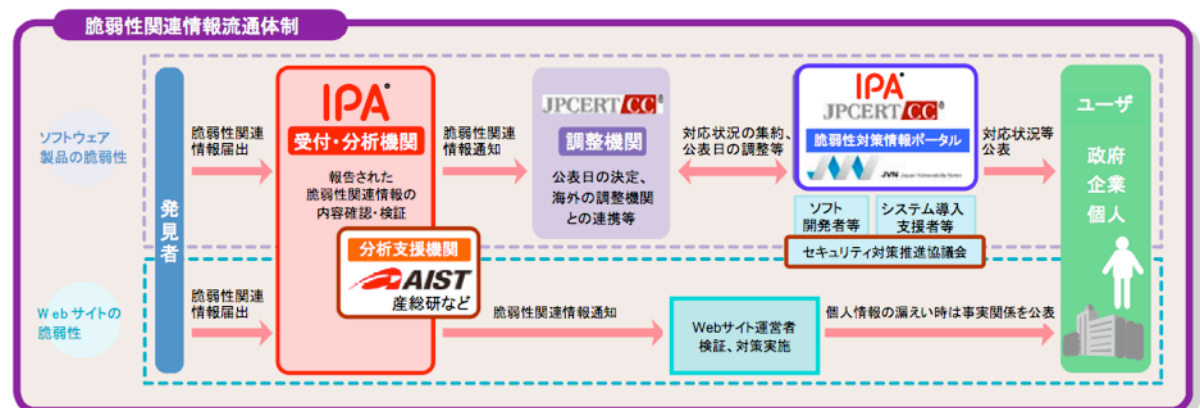 脆弱性関連情報流通体制
ソフトウェア
製品の脆弱性
発見者
脆弱性関連
情報届出
IPA
受付・分析機関
報告された
脆弱性関連情報の
内容確認・検証
分析支援機関
AIST
産総研など
脆弱性関連
情報通知
JPCERT CC®
調整機関
公表日の決定、
海外の調整機関
との連携等
対応状況の集約、
公表日の調整等
IPA
JPCERT CC®
脆弱性対策情報ポータル
JVN Japan Vulnerability Notes
ソフト
開発者等
システム導入
支援者等
セキュリティ対策推進協議会
対応状況等
公表
ユーザ
政府
企業
個人
Webサイトの
脆弱性
脆弱性関連
情報届出
脆弱性関連情報通知
Webサイト運営者
検証、対策実施
個人情報の漏えい時は事実関係を公表